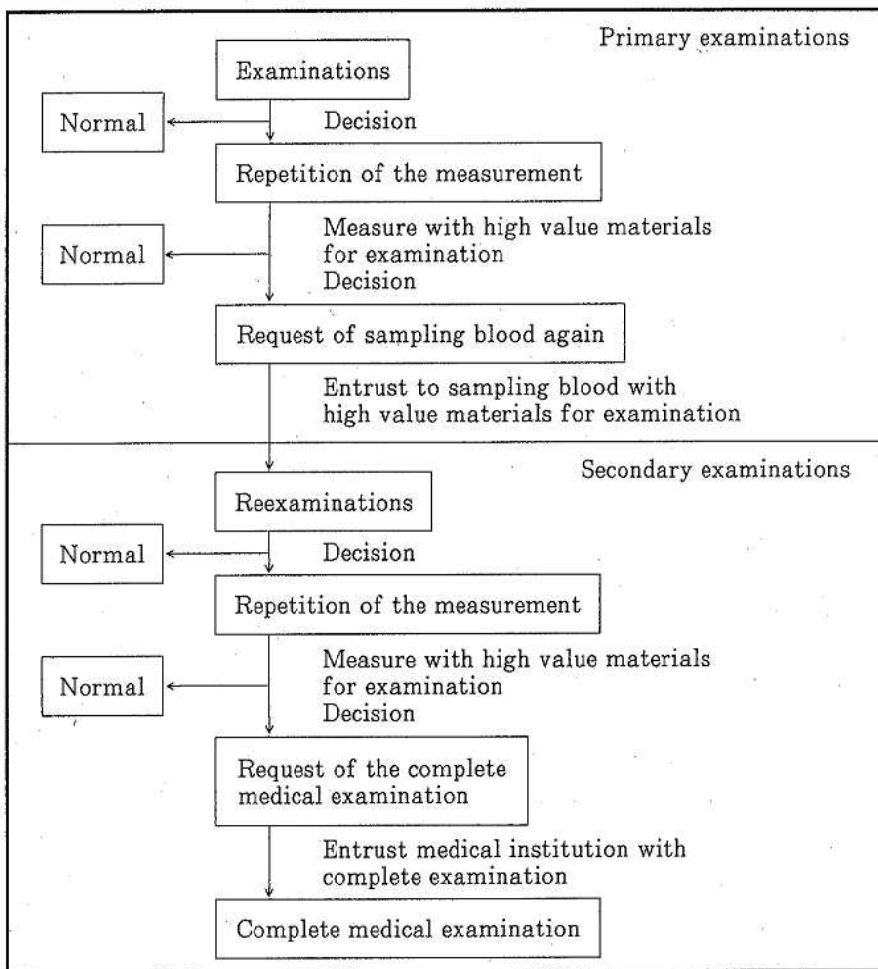 Primary examinations
Examinations
Normal
Decision
Repetition of the measurement
Measure with high value materials
for examination
Decision
Normal
Request of sampling blood again
Entrust to sampling blood with
high value materials for examination
Secondary examinations
Reexaminations
Normal
Decision
Repetition of the measurement
Measure with high value materials
for examination
Decision
Normal
Request of the complete
medical examination
Entrust medical institution with
complete examination
Complete medical examination